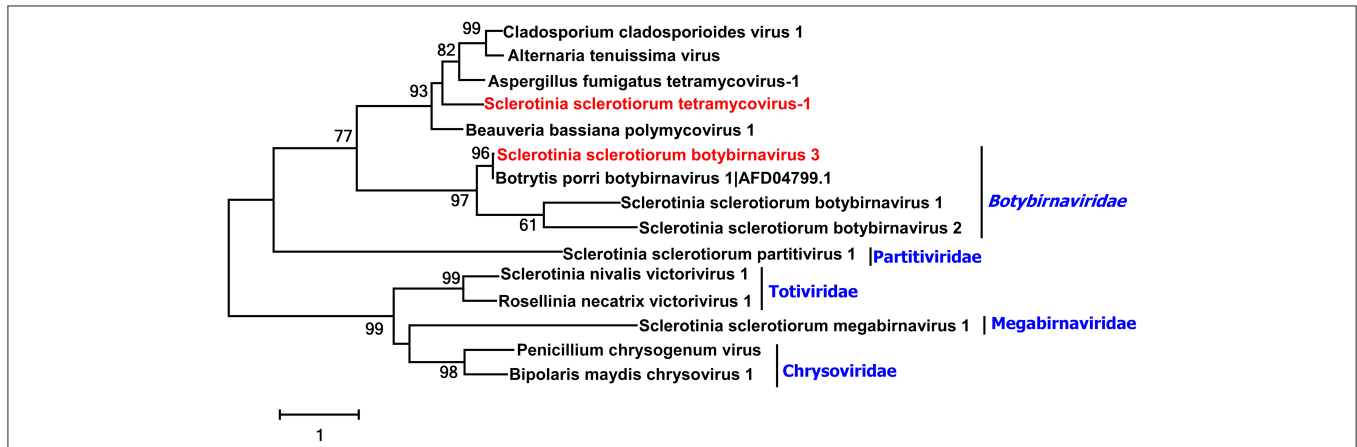 99 Cladosporium cladosporioides virus 1
82 Alternaria tenuissima virus
Aspergillus fumigatus tetramycovirus-1
93 Sclerotinia sclerotiorum tetramycovirus-1
Beauveria bassiana polymycovirus 1
77
96 Sclerotinia sclerotiorum botybirnavirus 3
Botrytis porri botybirnavirus 1|AFD04799.1
97 Sclerotinia sclerotiorum botybirnavirus 1
Botybirnaviridae
61 Sclerotinia sclerotiorum botybirnavirus 2
Sclerotinia sclerotiorum partitivirus 1 Partitiviridae
99 Sclerotinia nivalis victorivirus 1
Totiviridae
Rosellinia necatrix victorivirus 1
99 Sclerotinia sclerotiorum megabirnavirus 1 Megabirnaviridae
Penicillium chrysogenum virus
98 Bipolaris maydis chrysovirus 1 Chrysoviridae
1